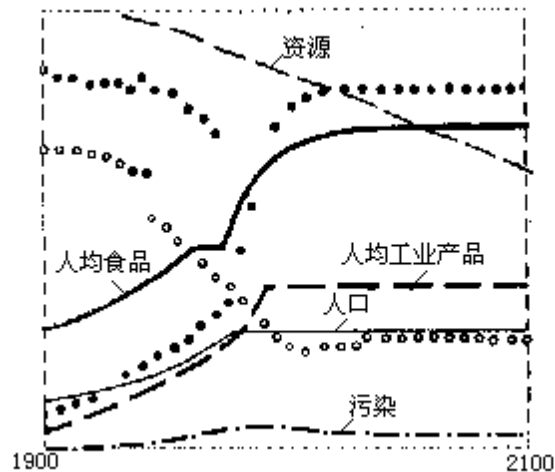 资源
人均食品
人均工业产品
人口
污染
1900
2100